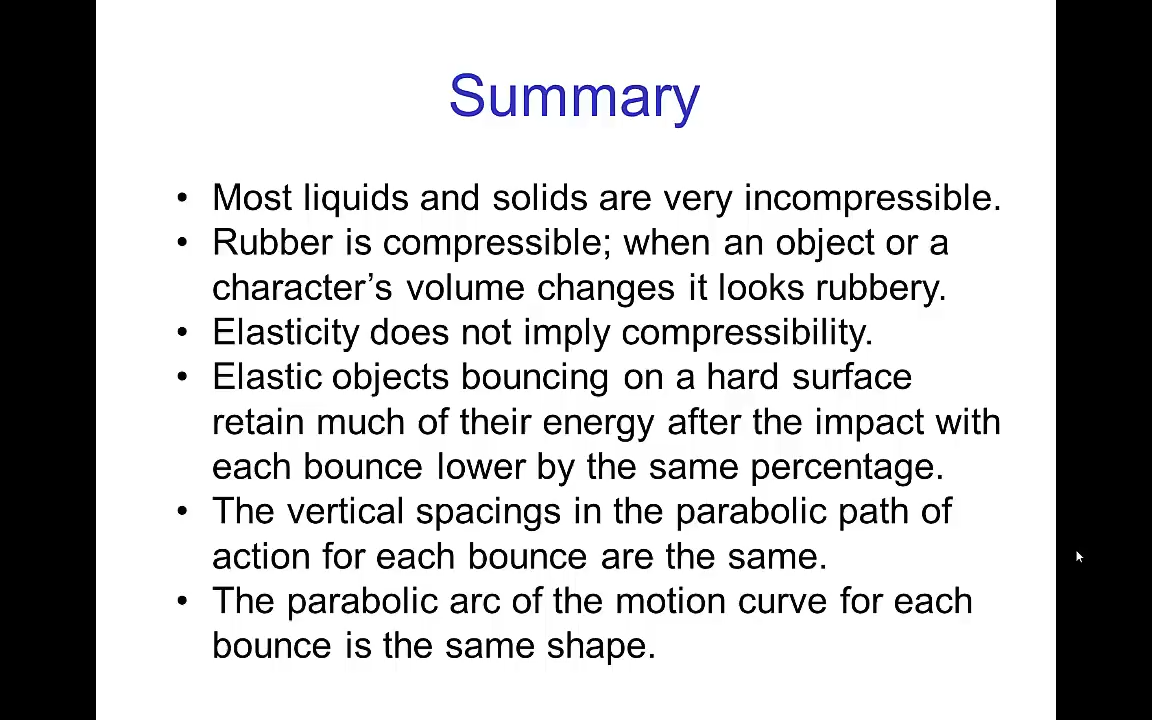 Summary
• Most liquids and solids are very incompressible.
• Rubber is compressible; when an object or a
character’s volume changes it looks rubbery.
• Elasticity does not imply compressibility.
• Elastic objects bouncing on a hard surface
retain much of their energy after the impact with
each bounce lower by the same percentage.
• The vertical spacings in the parabolic path of
action for each bounce are the same.
• The parabolic arc of the motion curve for each
bounce is the same shape.